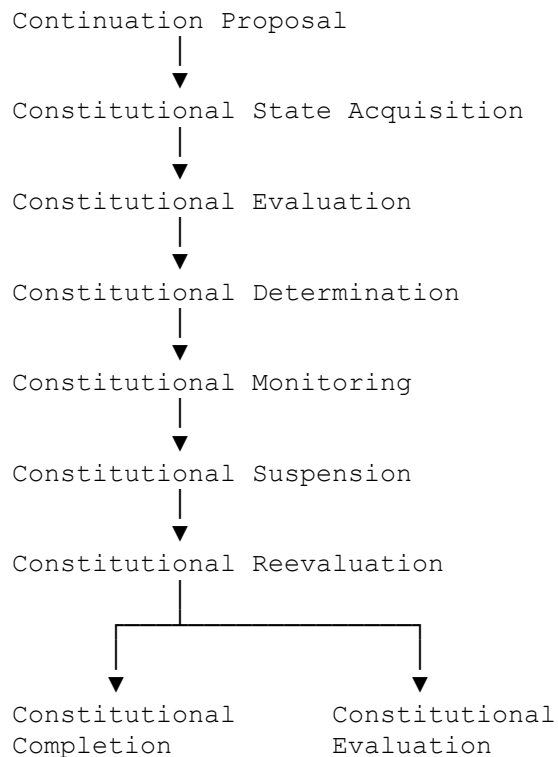 Continuation Proposal
Constitutional State Acquisition
Constitutional Evaluation
Constitutional Determination
Constitutional Monitoring
Constitutional Suspension
Constitutional Reevaluation
Constitutional Constitutional
Completion Evaluation